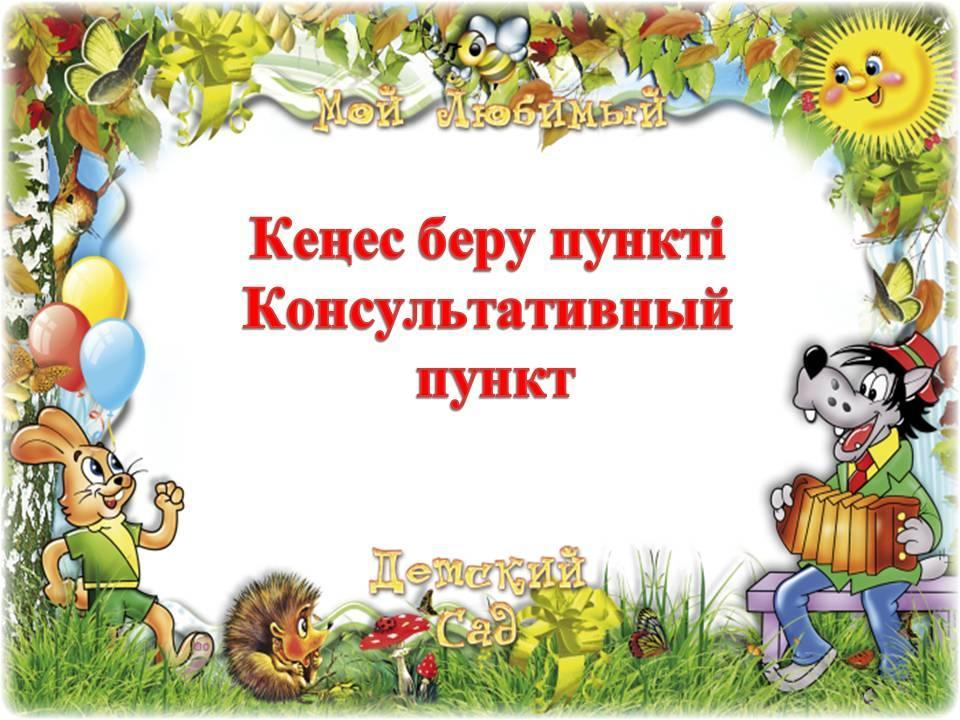 Мой Любимый
Кеңес беру пункті
Консультативный
пункт
Детский
Сад